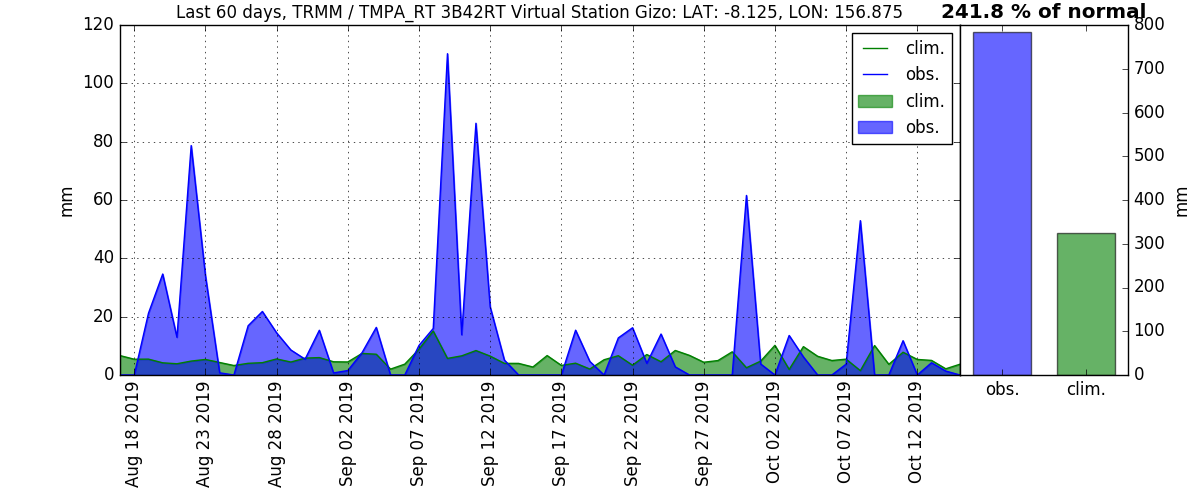 Last 60 days, TRMM / TMPA_RT 3B42RT Virtual Station Gizo: LAT: -8.125, LON: 156.875
241.8 % of normal
120
100
80
60
40
20
0
mm
clim.
obs.
clim.
obs.
Aug 18 2019
Aug 23 2019
Aug 28 2019
Sep 02 2019
Sep 07 2019
Sep 12 2019
Sep 17 2019
Sep 22 2019
Sep 27 2019
Oct 02 2019
Oct 07 2019
Oct 12 2019
800
700
600
500
400
300
200
100
0
mm
obs.
clim.